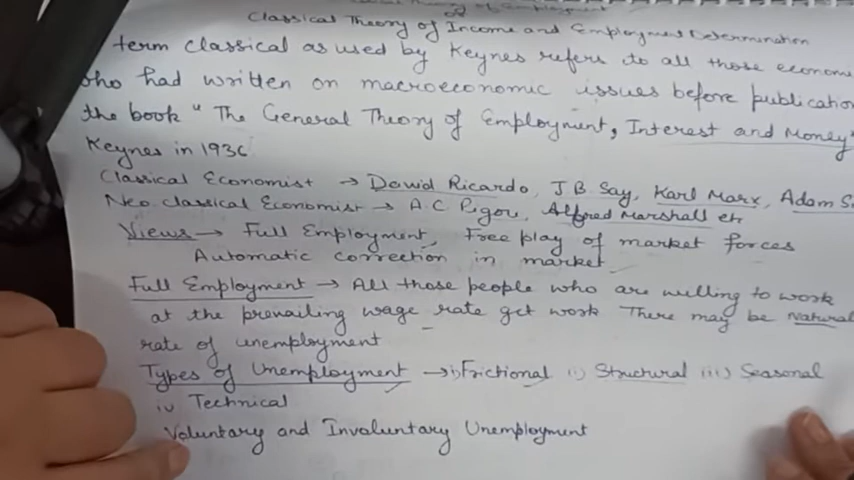 of
Classical Theory of Income and Employment Determination
term classical as used by Keynes refers to all those economi
who had written on macroeconomic issues before publication
the book "The General Theory of Employment, Interest and Money"
Keynes in 1936
Classical Economist → David Ricardo, J B Say, Karl Marx, Adam S
Neo Classical Economist → A C Pigou, Alfred Marshall etc
Views → Full Employment, Free play of market forces
Automatic correction in market
Full Employment → All those people who are willing to work
at the prevailing wage rate get work There may be Natural
rate of unemployment
Types of Unemployment → i) Frictional ii) Structural iii) Seasonal
iv Technical
Voluntary and Involuntary Unemployment